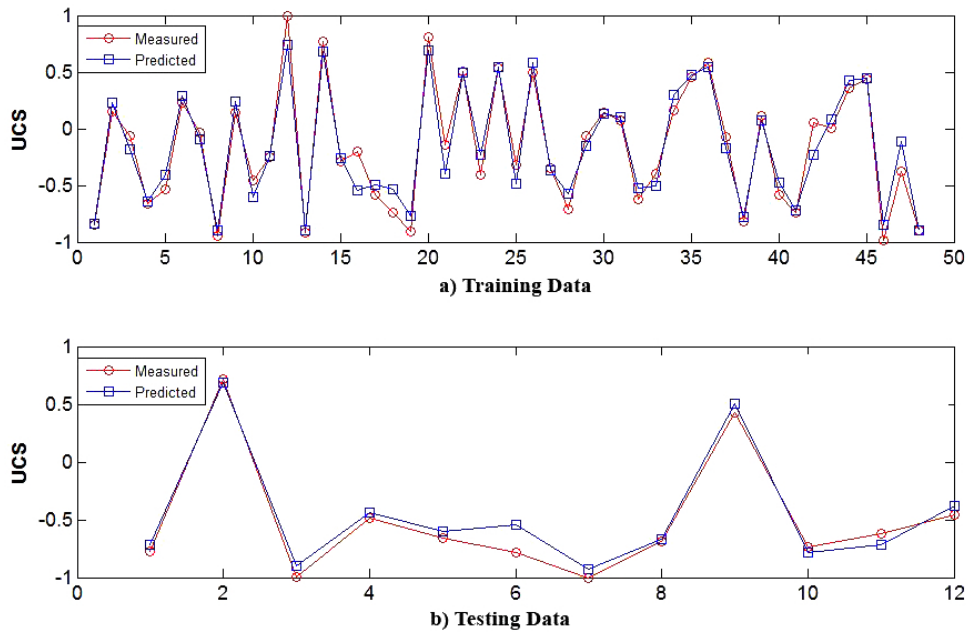 1
Measured
Predicted
0.5
0
-0.5
-1
UCS
0 5 10 15 20 25 30 35 40 45 50
a) Training Data
1
Measured
Predicted
0.5
0
-0.5
-1
UCS
0 2 4 6 8 10 12
b) Testing Data